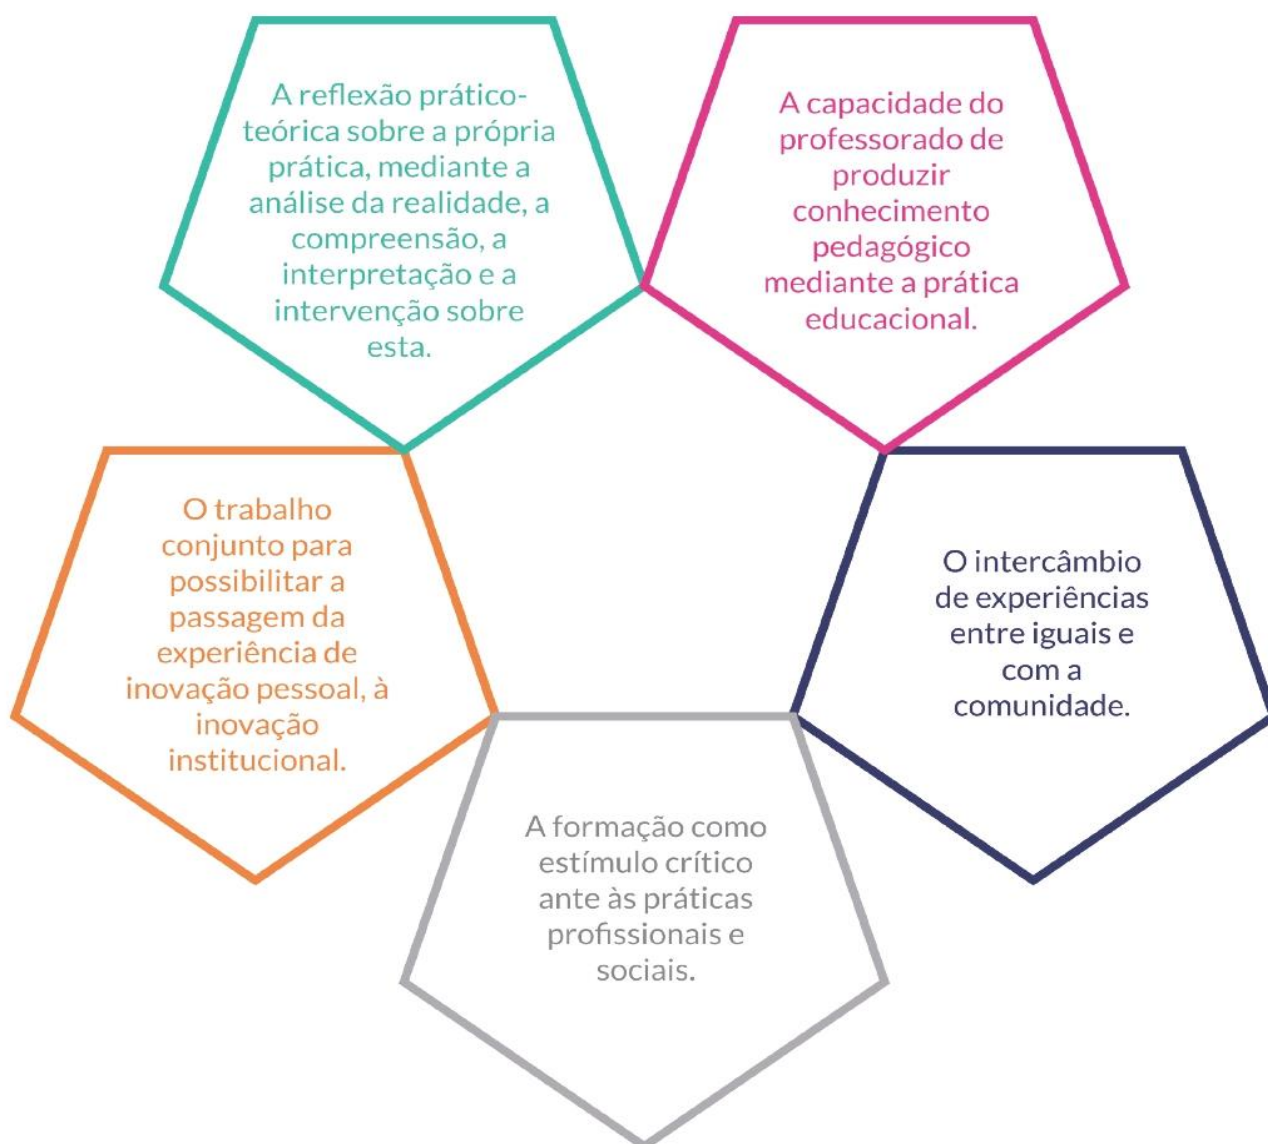 A reflexão prático-
teórica sobre a própria
prática, mediante a
análise da realidade, a
compreensão, a
interpretação e a
intervenção sobre
esta.
A capacidade do
professorado de
produzir
conhecimento
pedagógico
mediante a prática
educacional.
O trabalho
conjunto para
possibilitar a
passagem da
experiência de
inovação pessoal, à
inovação
institucional.
O intercâmbio
de experiências
entre iguais e
com a
comunidade.
A formação como
estímulo crítico
ante às práticas
profissionais e
sociais.